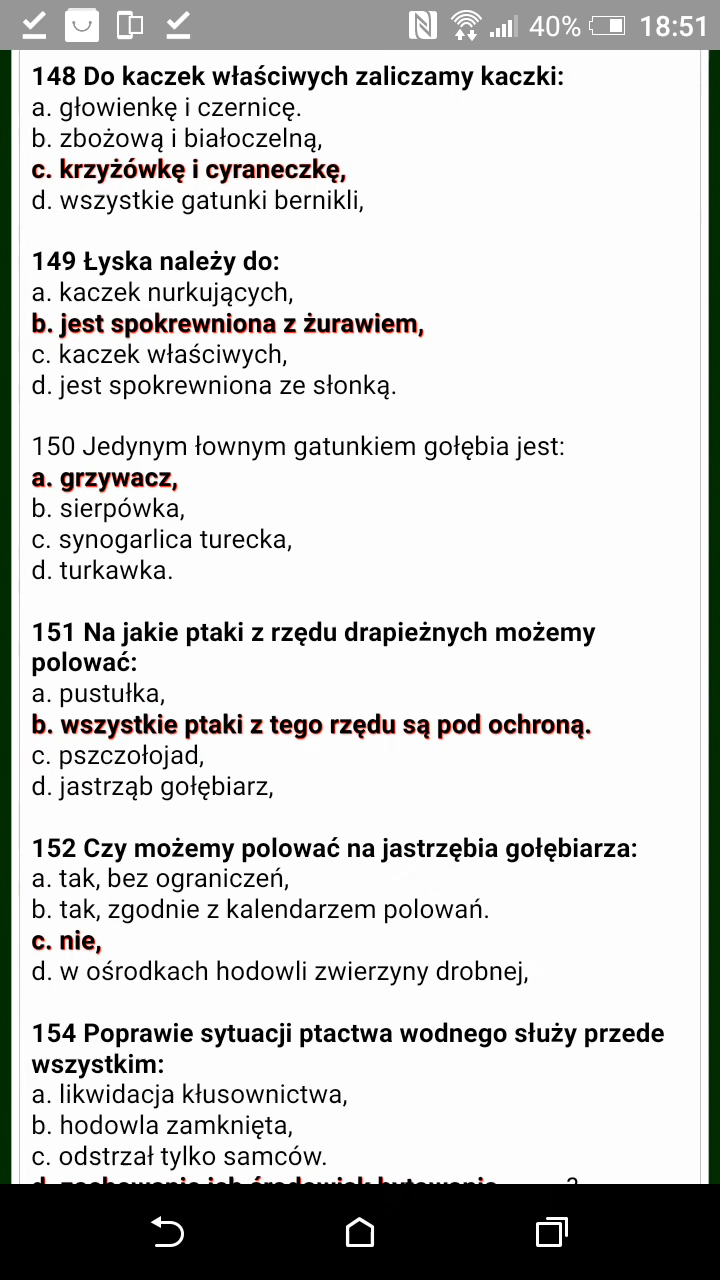 40% 18:51
148 Do kaczek właściwych zaliczamy kaczki:
a. głowienkę i czernicę.
b. zbożową i białoczelną,
c. krzyżówkę i cyraneczkę,
d. wszystkie gatunki bernikli,
149 Łyska należy do:
a. kaczek nurkujących,
b. jest spokrewniona z żurawiem,
c. kaczek właściwych,
d. jest spokrewniona ze słonką.
150 Jedynym łownym gatunkiem gołębia jest:
a. grzywacz,
b. sierpówka,
c. synogarlica turecka,
d. turkawka.
151 Na jakie ptaki z rzędu drapieżnych możemy
polować:
a. pustułka,
b. wszystkie ptaki z tego rzędu są pod ochroną.
c. pszczołojad,
d. jastrząb gołębiarz,
152 Czy możemy polować na jastrzębia gołębiarza:
a. tak, bez ograniczeń,
b. tak, zgodnie z kalendarzem polowań.
c. nie,
d. w ośrodkach hodowli zwierzyny drobnej,
154 Poprawie sytuacji ptactwa wodnego służy przede
wszystkim:
a. likwidacja kłusownictwa,
b. hodowla zamknięta,
c. odstrzał tylko samców.